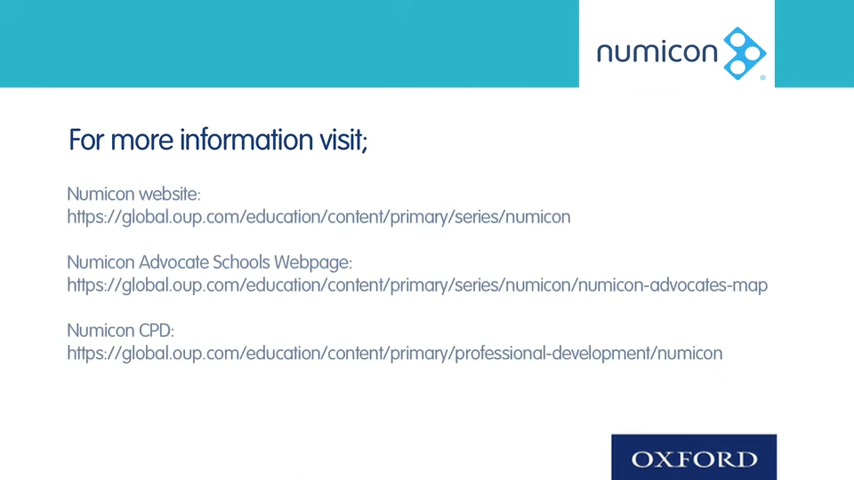 numicon
For more information visit;
Numicon website:
https://global.oup.com/education/content/primary/series/numicon
Numicon Advocate Schools Webpage:
https://global.oup.com/education/content/primary/series/numicon/numicon-advocates-map
Numicon CPD:
https://global.oup.com/education/content/primary/professional-development/numicon
OXFORD